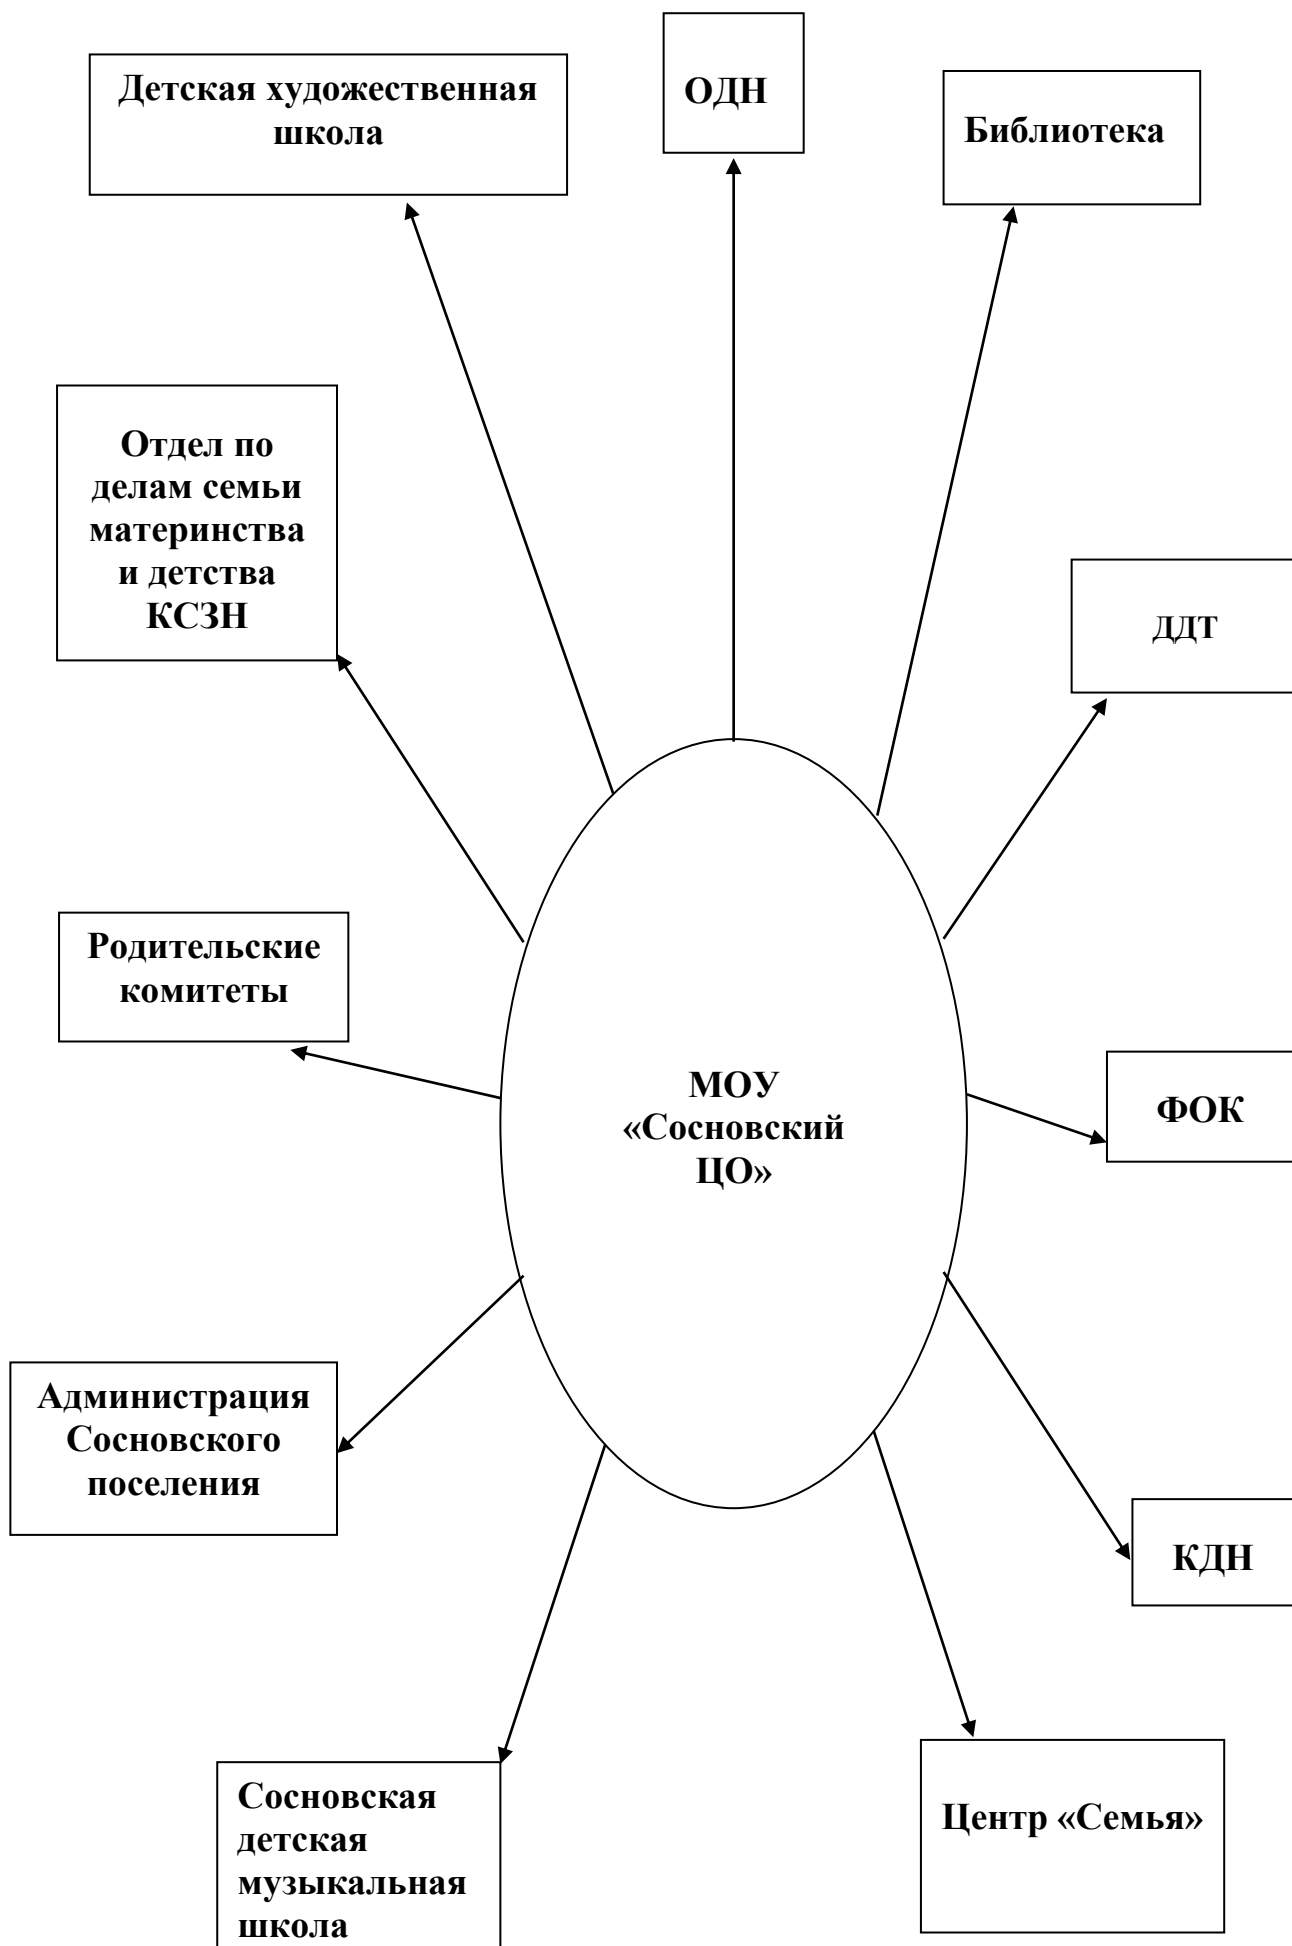 Детская художественная
школа
ОДН
Библиотека
Отдел по
делам семьи
материнства
и детства
КСЗН
ДДТ
Родительские
комитеты
МОУ
«Сосновский
ЦО»
ФОК
Администрация
Сосновского
поселения
КДН
Сосновская
детская
музыкальная
школа
Центр «Семья»